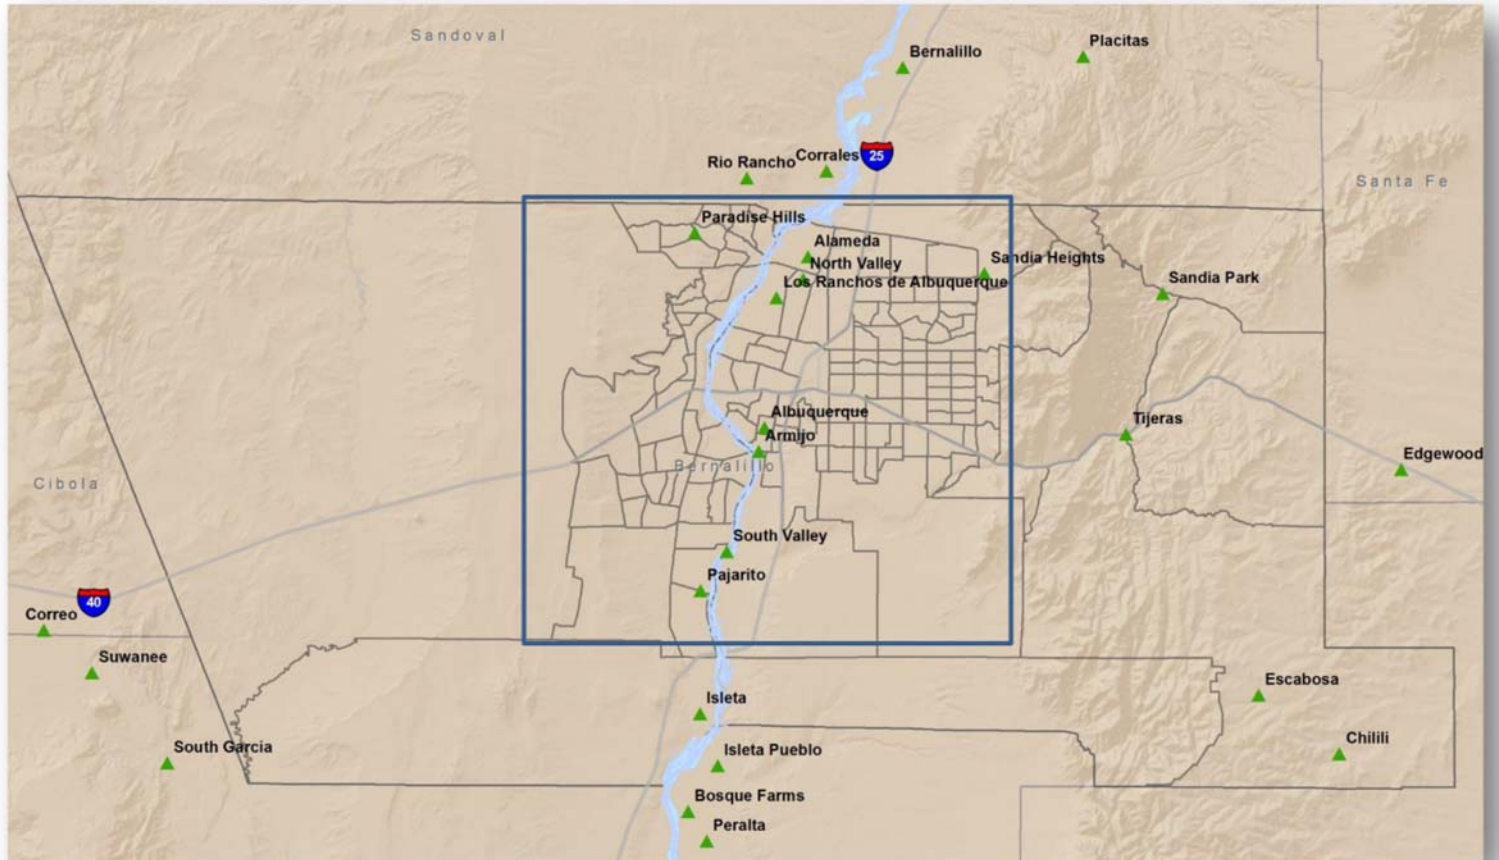 Sandoval
Bernalillo
Placitas
Rio Rancho
Corrales
25
Santa Fe
Paradise Hills
Alameda
North Valley
Sandia Heights
Los Ranchos de Albuquerque
Sandia Park
Albuquerque
Tijeras
Armijo
Bernalillo
Edgewood
Cibola
South Valley
Pajarito
40
Correo
Suwanee
Escabosa
Isleta
Chilili
South Garcia
Isleta Pueblo
Bosque Farms
Peralta